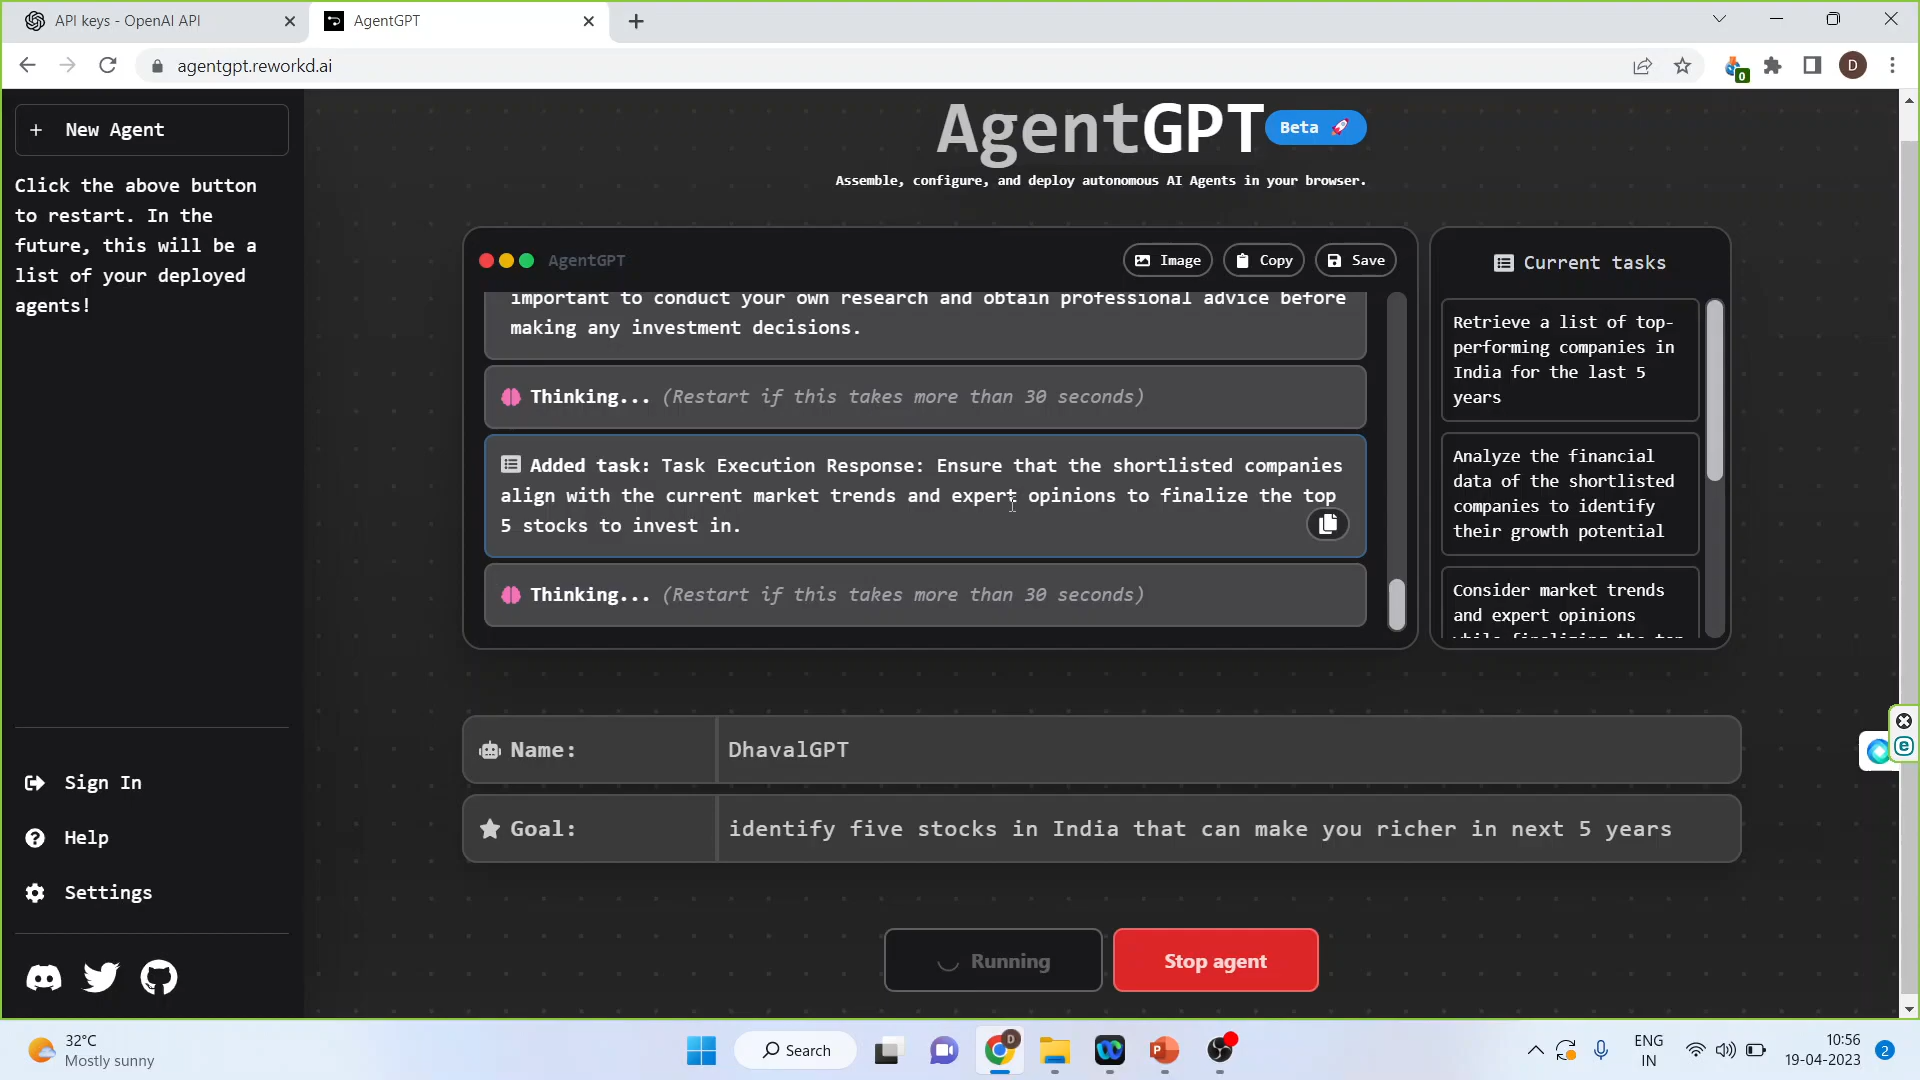 API keys - OpenAI API
AgentGPT
agentgpt.reworkd.ai
0
D
+ New Agent
Click the above button
to restart. In the
future, this will be a
list of your deployed
agents!
Sign In
Help
Settings
AgentGPT
Beta
Assemble, configure, and deploy autonomous AI Agents in your browser.
AgentGPT
Image
Copy
Save
important to conduct your own research and obtain professional advice before
making any investment decisions.
Thinking... (Restart if this takes more than 30 seconds)
Added task: Task Execution Response: Ensure that the shortlisted companies
align with the current market trends and expert opinions to finalize the top
5 stocks to invest in.
Thinking... (Restart if this takes more than 30 seconds)
Current tasks
Retrieve a list of top-
performing companies in
India for the last 5
years
Analyze the financial
data of the shortlisted
companies to identify
their growth potential
Consider market trends
and expert opinions
while finalizing the top
Name:
DhavalGPT
Goal:
identify five stocks in India that can make you richer in next 5 years
Running
Stop agent
32°C
Mostly sunny
Search
D
ENG
IN
10:56
19-04-2023
2